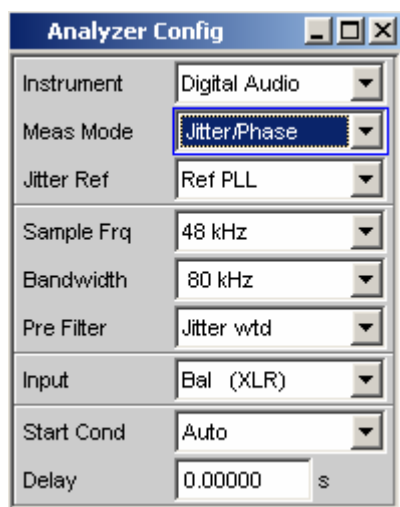 Analyzer Config
Instrument Digital Audio
Meas Mode Jitter/Phase
Jitter Ref Ref PLL
Sample Frq 48 kHz
Bandwidth 80 kHz
Pre Filter Jitter wtd
Input Bal (XLR)
Start Cond Auto
Delay 0.00000 s